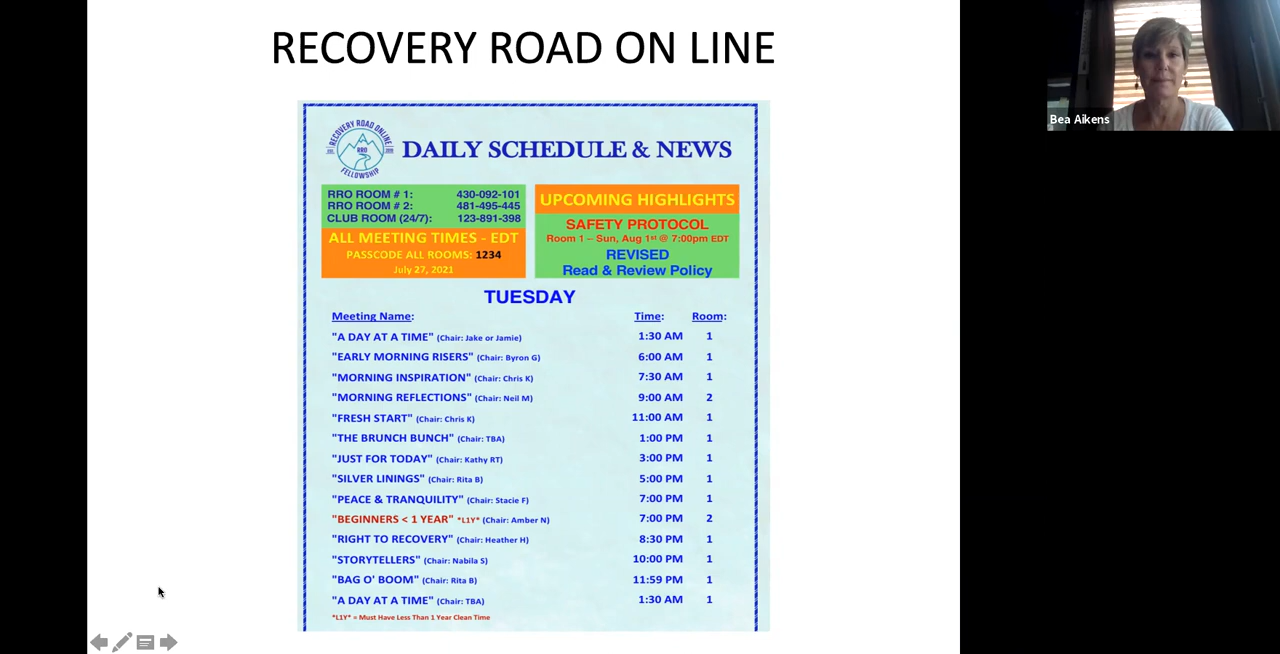 RECOVERY ROAD ON LINE
Bea Aikens
RECOVERY ROAD ONLINE
RRO
FELLOWSHIP
DAILY SCHEDULE & NEWS
RRO ROOM # 1: 430-092-101
RRO ROOM # 2: 481-495-445
CLUB ROOM (24/7): 123-891-398
ALL MEETING TIMES - EDT
PASSCODE ALL ROOMS: 1234
July 27, 2021
UPCOMING HIGHLIGHTS
SAFETY PROTOCOL
Room 1 – Sun, Aug 1st @ 7:00pm EDT
REVISED
Read & Review Policy
TUESDAY
Meeting Name: Time: Room:
"A DAY AT A TIME" (Chair: Jake or Jamie) 1:30 AM 1
"EARLY MORNING RISERS" (Chair: Byron G) 6:00 AM 1
"MORNING INSPIRATION" (Chair: Chris K) 7:30 AM 1
"MORNING REFLECTIONS" (Chair: Neil M) 9:00 AM 2
"FRESH START" (Chair: Chris K) 11:00 AM 1
"THE BRUNCH BUNCH" (Chair: TBA) 1:00 PM 1
"JUST FOR TODAY" (Chair: Kathy RT) 3:00 PM 1
"SILVER LININGS" (Chair: Rita B) 5:00 PM 1
"PEACE & TRANQUILITY" (Chair: Stacie F) 7:00 PM 1
"BEGINNERS < 1 YEAR" *L1Y* (Chair: Amber N) 7:00 PM 2
"RIGHT TO RECOVERY" (Chair: Heather H) 8:30 PM 1
"STORYTELLERS" (Chair: Nabila S) 10:00 PM 1
"BAG O' BOOM" (Chair: Rita B) 11:59 PM 1
"A DAY AT A TIME" (Chair: TBA) 1:30 AM 1
*L1Y* = Must Have Less Than 1 Year Clean Time